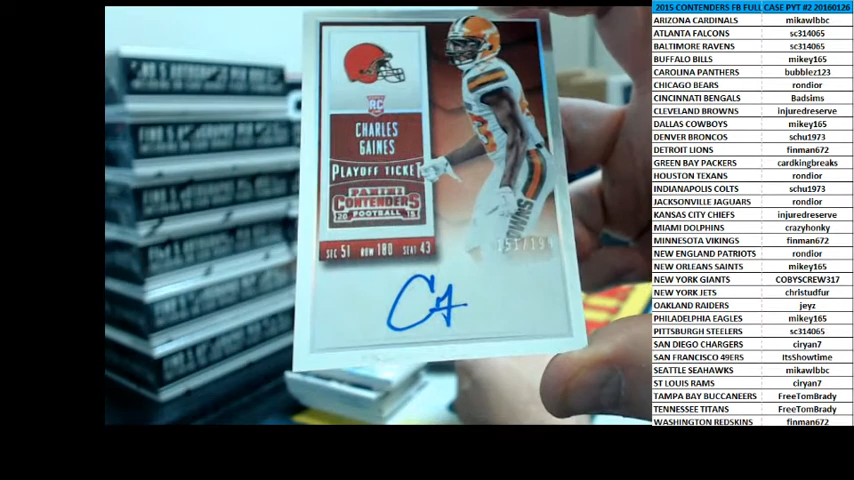 RC
CHARLES
GAINES
PLAYOFF TICKET
PANINI
CONTENDERS
2015 FOOTBALL
SEC 51 ROW 180 SEAT 43
151/199
BROWNS
2015 CONTENDERS FB FULL CASE PYT #2 20160126
ARIZONA CARDINALS mikawlbbc
ATLANTA FALCONS sc314065
BALTIMORE RAVENS sc314065
BUFFALO BILLS mikey165
CAROLINA PANTHERS bubblez123
CHICAGO BEARS rondior
CINCINNATI BENGALS Badsims
CLEVELAND BROWNS injuredreserve
DALLAS COWBOYS mikey165
DENVER BRONCOS schu1973
DETROIT LIONS finman672
GREEN BAY PACKERS cardkingbreaks
HOUSTON TEXANS rondior
INDIANAPOLIS COLTS schu1973
JACKSONVILLE JAGUARS rondior
KANSAS CITY CHIEFS injuredreserve
MIAMI DOLPHINS crazyhonky
MINNESOTA VIKINGS finman672
NEW ENGLAND PATRIOTS rondior
NEW ORLEANS SAINTS mikey165
NEW YORK GIANTS COBYSCREW317
NEW YORK JETS christudfur
OAKLAND RAIDERS jeyz
PHILADELPHIA EAGLES mikey165
PITTSBURGH STEELERS sc314065
SAN DIEGO CHARGERS ciryan7
SAN FRANCISCO 49ERS ItsShowtime
SEATTLE SEAHAWKS mikawlbbc
ST LOUIS RAMS ciryan7
TAMPA BAY BUCCANEERS FreeTomBrady
TENNESSEE TITANS FreeTomBrady
WASHINGTON REDSKINS finman672